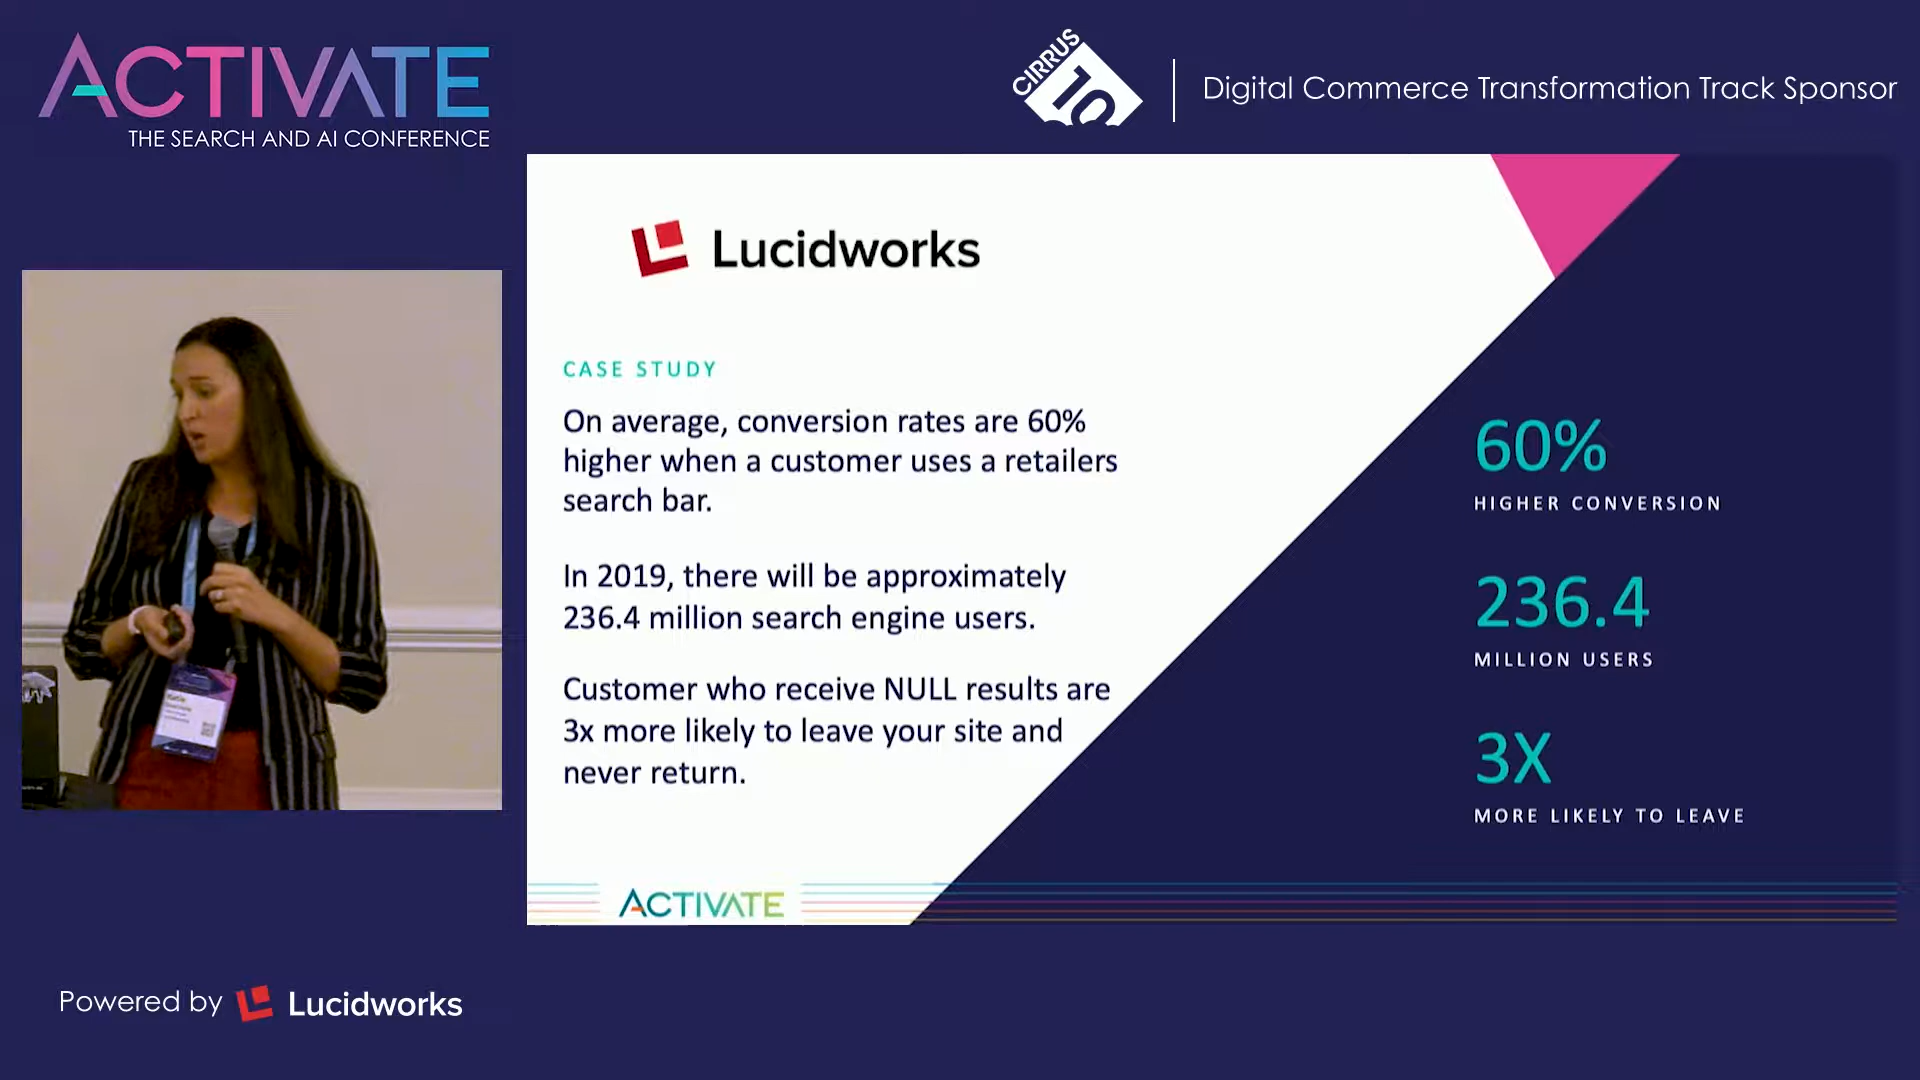 ACTIVATE
THE SEARCH AND AI CONFERENCE
CIRRUS
10
Digital Commerce Transformation Track Sponsor
Lucidworks
CASE STUDY
On average, conversion rates are 60%
higher when a customer uses a retailers
search bar.
In 2019, there will be approximately
236.4 million search engine users.
Customer who receive NULL results are
3x more likely to leave your site and
never return.
60%
HIGHER CONVERSION
236.4
MILLION USERS
3X
MORE LIKELY TO LEAVE
ACTIVATE
Powered by Lucidworks